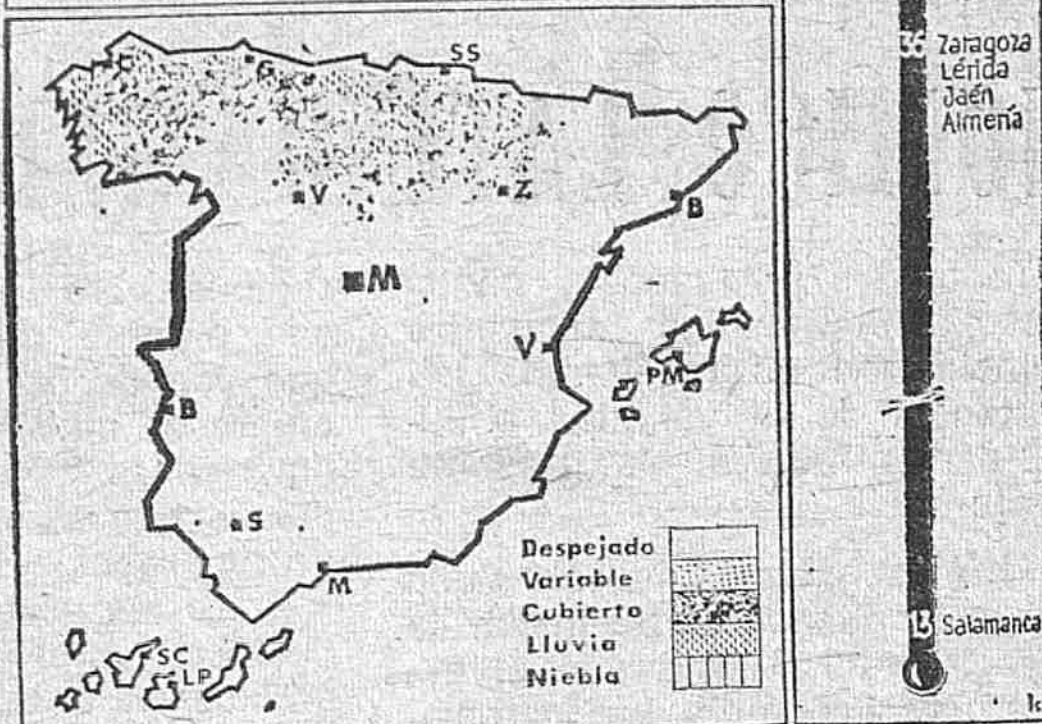 G
SS
V
Z
B
M
V
PM
B
S
M
SC
LP
Despejado
Variable
Cubierto
Lluvia
Niebla
36
Zaragoza
Lérida
Jaén
Almería
13
Salamanca